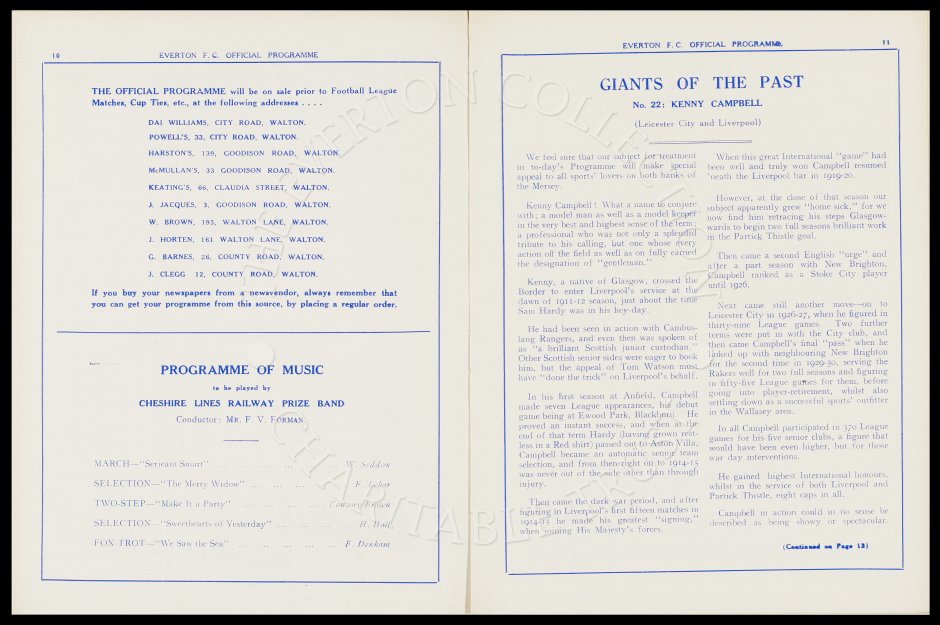 10
EVERTON F.C. OFFICIAL PROGRAMME
THE OFFICIAL PROGRAMME will be on sale prior to Football League
Matches, Cup Ties, etc., at the following addresses . . . .
DAI WILLIAMS, CITY ROAD, WALTON.
POWELL'S, 33, CITY ROAD, WALTON.
HARSTON'S, 139, GOODISON ROAD, WALTON.
McMULLAN'S, 33 GOODISON ROAD, WALTON.
KEATING'S, 66, CLAUDIA STREET, WALTON.
J. JACQUES, 3, GOODISON ROAD, WALTON.
W. BROWN, 193, WALTON LANE, WALTON.
J. HORTEN, 161 WALTON LANE, WALTON.
G. BARNES, 26, COUNTY ROAD, WALTON.
J. CLEGG 12, COUNTY ROAD, WALTON.
If you buy your newspapers from a newsvendor, always remember that
you can get your programme from this source, by placing a regular order.
PROGRAMME OF MUSIC
to be played by
CHESHIRE LINES RAILWAY PRIZE BAND
Conductor: MR. F. V. FORMAN.
MARCH—"Serjeant Smart" ... ... ... ... ... W. Seddon
SELECTION—"The Merry Widow" ... ... ... ... F. Lehar
TWO-STEP—"Make It a Party" ... ... ... Brown
SELECTION—"Sweethearts of Yesterday" ... ... ... H. Hall
FOX-TROT—"We Saw the Sea" ... ... ... ... F. Denham
EVERTON F.C. OFFICIAL PROGRAMME
11
GIANTS OF THE PAST
No. 22: KENNY CAMPBELL
(Leicester City and Liverpool)
We feel sure that our subject for treatment
in to-day's Programme will make special
appeal to all sports' lovers on both banks of
the Mersey.
Kenny Campbell! What a name to conjure
with; a model man as well as a model keeper
in the very best and highest sense of the term;
a professional who was not only a splendid
tribute to his calling, but one whose every
action off the field as well as on fully earned
the designation of "gentleman."
Kenny, a native of Glasgow, crossed the
Border to enter Liverpool's service at the
dawn of 1911-12 season, just about the time
Sam Hardy was in his hey-day.
He had been seen in action with Cambus-
lang Rangers, and even then was spoken of
as "a brilliant Scottish junior custodian."
Other Scottish senior sides were eager to book
him, but the appeal of Tom Watson must
have "done the trick" on Liverpool's behalf.
In his first season at Anfield, Campbell
made seven League appearances, his debut
game being at Ewood Park, Blackburn. He
proved an instant success, and when at the
end of that term Hardy (having grown rest-
less in a Red shirt) passed out to Aston Villa,
Campbell became an automatic senior team
selection, and from then right on to 1914-15
was never out of the side other than through
injury.
Then came the dark war period, and after
figuring in Liverpool's first fifteen matches in
1914-15 he made his greatest "signing,"
when joining His Majesty's forces.
When this great International "game" had
been well and truly won Campbell resumed
'neath the Liverpool bar in 1919-20.
However, at the close of that season our
subject apparently grew "home sick," for we
now find him retracing his steps Glasgow-
wards to begin two full seasons brilliant work
in the Partick Thistle goal.
Then came a second English "urge" and
after a part season with New Brighton,
Campbell ranked as a Stoke City player
until 1926.
Next came still another move—on to
Leicester City in 1926-27, when he figured in
thirty-nine League games. Two further
terms were put in with the City club, and
then came Campbell's final "pass" when he
linked up with neighbouring New Brighton
for the second time in 1929-30, serving the
Rakers well for two full seasons and figuring
in fifty-five League games for them, before
going into player-retirement, whilst also
settling down as a successful sports' outfitter
in the Wallasey area.
In all Campbell participated in 370 League
games for his five senior clubs, a figure that
would have been even higher, but for those
war day interventions.
He gained highest International honours,
whilst in the service of both Liverpool and
Partick Thistle, eight caps in all.
Campbell in action could in no sense be
described as being showy or spectacular.
(Continued on Page 13)